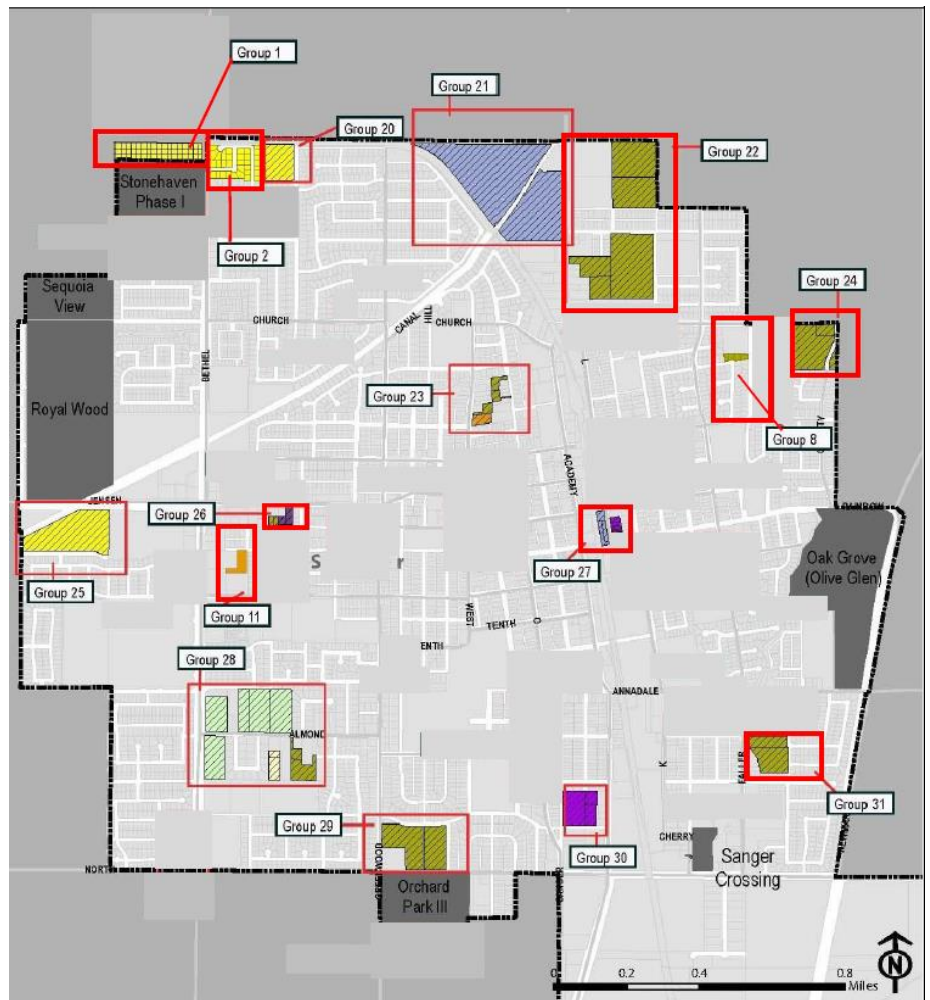 Group 1
Group 21
Group 20
Group 22
Stonehaven
Phase I
Group 2
Sequoia
View
Group 24
CHURCH
CANAL
HILL
CHURCH
BETHEL
L
Royal Wood
Group 23
Group 8
ACADEMY
JENSEN
Group 26
S r
Group 27
Oak Grove
(Olive Glen)
Group 25
Group 11
WEST
TENTH
O
ENTH
Group 28
ANNADALE
ALMOND
K
FALLER
Group 31
Group 29
CHERRY
Group 30
Sanger
Crossing
NORT
GREENWOOD
Orchard
Park III
N
0 0.2 0.4 0.8
Miles